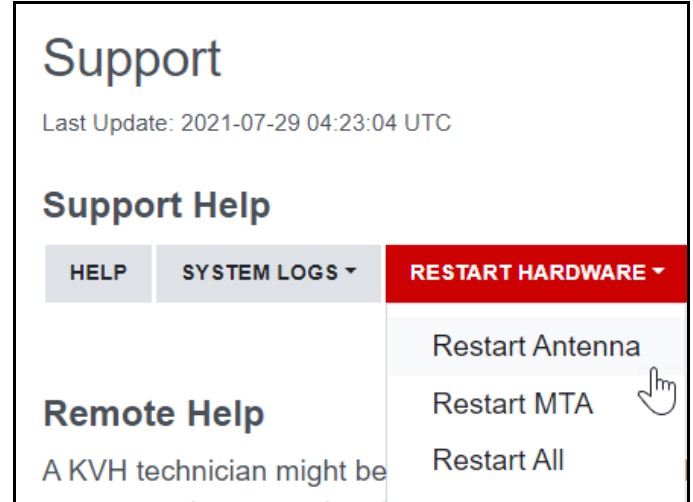 Support
Last Update: 2021-07-29 04:23:04 UTC
Support Help
HELP SYSTEM LOGS RESTART HARDWARE
Restart Antenna
Restart MTA
Restart All
Remote Help
A KVH technician might be